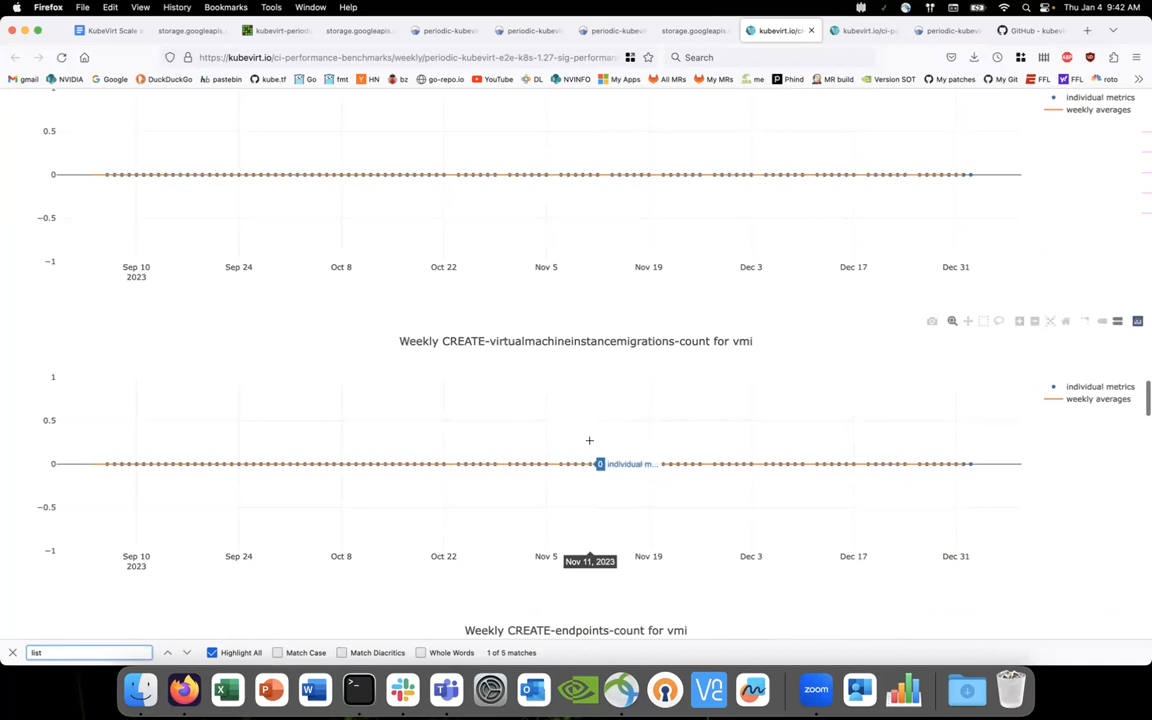 Firefox File Edit View History Bookmarks Tools Window Help Thu Jan 4 9:42 AM
KubeVirt Scale storage.googleapis. kubevirt-period periodic-kubevi periodic-kubevi periodic-kubevi storage.googleapis. kubevirt.io/ci kubevirt.io/ci-p periodic-kubevi GitHub - kubev
https://kubevirt.io/ci-performance-benchmarks/weekly/periodic-kubevirt-e2e-k8s-1.27-sig-performan Search
gmail NVIDIA Google DuckDuckGo pastebin kube.tf Go fmt HN bz go-repo.io YouTube DL NVINFO My Apps All MRs My MRs me Phind MR build Version SOT My patches My Git FFL FFL roto
individual metrics
weekly averages
0.5
0
−0.5
−1
Sep 10 Sep 24 Oct 8 Oct 22 Nov 5 Nov 19 Dec 3 Dec 17 Dec 31
2023
Weekly CREATE-virtualmachineinstancemigrations-count for vmi
1
individual metrics
weekly averages
0.5
0
0 individual m...
−0.5
−1
Sep 10 Sep 24 Oct 8 Oct 22 Nov 5 Nov 19 Dec 3 Dec 17 Dec 31
2023
Nov 11, 2023
Weekly CREATE-endpoints-count for vmi
list Highlight All Match Case Match Diacritics Whole Words 1 of 5 matches
zoom